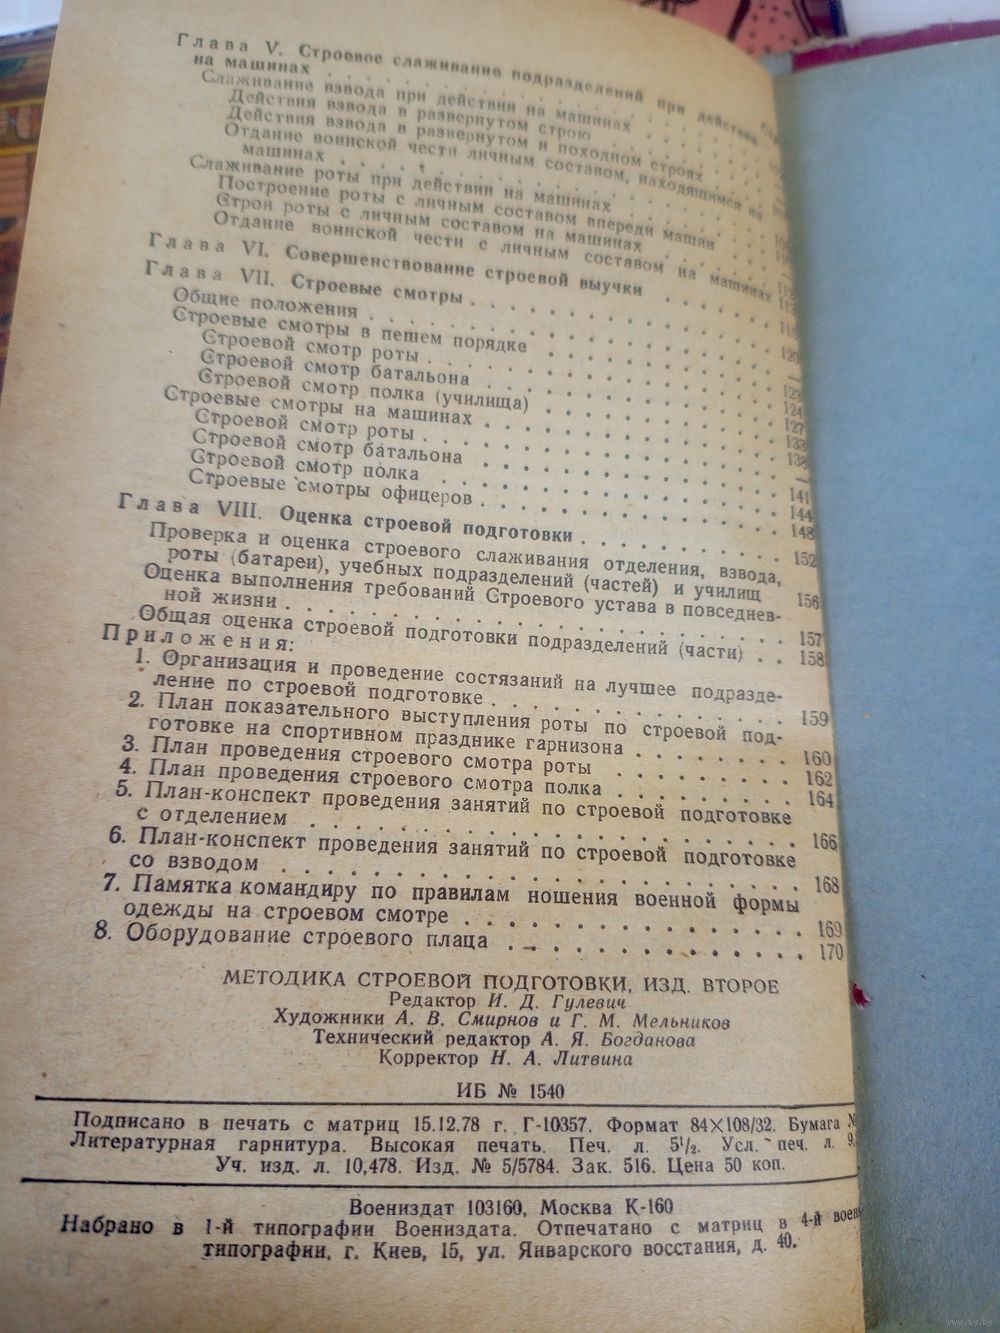 Глава V. Строевое слаживание подразделений при действии
на машинах . . . . . . . . . .
Слаживание взвода при действии на машинах . . . . .
Действия взвода в развернутом строю
Действия взвода в развернутом и походном строях . . .
Отдание воинской чести личным составом, находящимся на
машинах . . . . . . . . . .
Слаживание роты при действии на машинах . . . . . .
Построение роты с личным составом впереди машин . . .
Строи роты с личным составом на машинах . . . . .
Отдание воинской чести с личным составом на машинах
Глава VI. Совершенствование строевой выучки . . . . . .
Глава VII. Строевые смотры . . . . . . . . . .
Общие положения . . . . . . . . . . 120
Строевые смотры в пешем порядке . . . . . . . . —
Строевой смотр роты . . . . . . . . . . 123
Строевой смотр батальона . . . . . . . . . 124
Строевой смотр полка (училища) . . . . . . . 127
Строевые смотры на машинах . . . . . . . . . 133
Строевой смотр роты . . . . . . . . . . 138
Строевой смотр батальона . . . . . . . . . 141
Строевой смотр полка . . . . . . . . . . 144
Строевые смотры офицеров . . . . . . . . . 148
Глава VIII. Оценка строевой подготовки . . . . . . . . 152
Проверка и оценка строевого слаживания отделения, взвода,
роты (батареи), учебных подразделений (частей) и училищ 156
Оценка выполнения требований Строевого устава в повседнев-
ной жизни . . . . . . . . . . . . 157
Общая оценка строевой подготовки подразделений (части) . . 158
Приложения:
1. Организация и проведение состязаний на лучшее подразде-
ление по строевой подготовке . . . . . . . . . 159
2. План показательного выступления роты по строевой под-
готовке на спортивном празднике гарнизона . . . . . . 160
3. План проведения строевого смотра роты . . . . . . . 162
4. План проведения строевого смотра полка . . . . . . . 164
5. План-конспект проведения занятий по строевой подготовке
с отделением . . . . . . . . . . . . . 166
6. План-конспект проведения занятий по строевой подготовке
со взводом . . . . . . . . . . . . . . 168
7. Памятка командиру по правилам ношения военной формы
одежды на строевом смотре . . . . . . . . . . 169
8. Оборудование строевого плаца . . . . . . . . . . 170
МЕТОДИКА СТРОЕВОЙ ПОДГОТОВКИ, ИЗД. ВТОРОЕ
Редактор И. Д. Гулевич
Художники А. В. Смирнов и Г. М. Мельников
Технический редактор А. Я. Богданова
Корректор Н. А. Литвина
ИБ № 1540
Подписано в печать с матриц 15.12.78 г. Г-10357. Формат 84×108/32. Бумага №
Литературная гарнитура. Высокая печать. Печ. л. 5¹/₂. Усл. печ. л. 9,
Уч. изд. л. 10,478. Изд. № 5/5784. Зак. 516. Цена 50 коп.
Воениздат 103160, Москва К-160
Набрано в 1-й типографии Воениздата. Отпечатано с матриц в 4-й воен
типографии, г. Киев, 15, ул. Январского восстания, д. 40.
www.ay.by